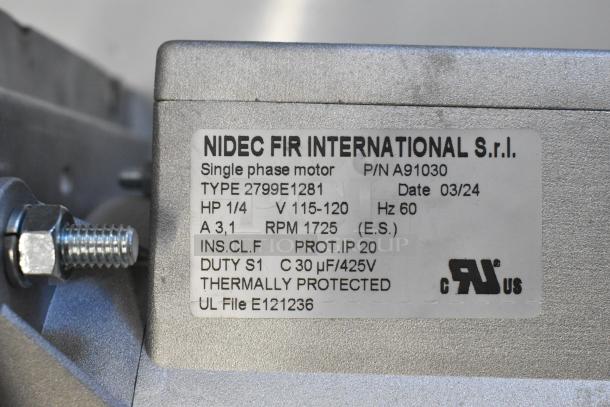 NIDEC FIR INTERNATIONAL S.r.l.
Single phase motor P/N A91030
TYPE 2799E1281 Date 03/24
HP 1/4 V 115-120 Hz 60
A 3,1 RPM 1725 (E.S.)
INS.CL.F PROT.IP 20
DUTY S1 C 30 µF/425V
THERMALLY PROTECTED
UL File E121236
c RU US